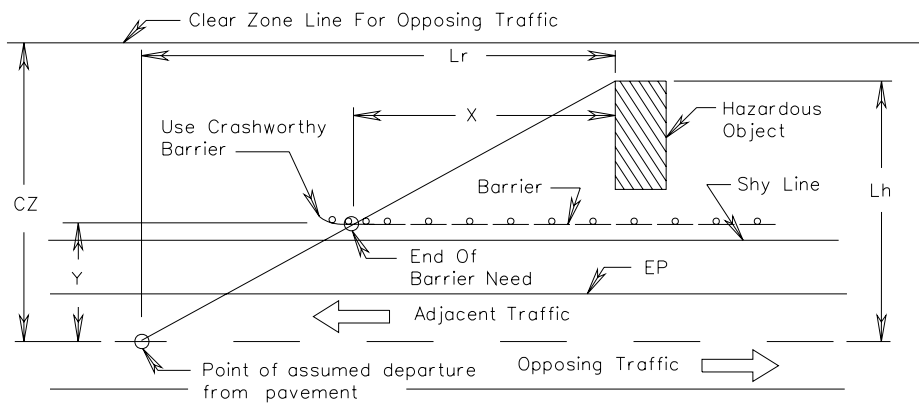 Clear Zone Line For Opposing Traffic
Lr
X
Use Crashworthy
Barrier
Hazardous
Object
Barrier
Shy Line
CZ
Lh
Y
End Of
Barrier Need
EP
Adjacent Traffic
Point of assumed departure
from pavement
Opposing Traffic